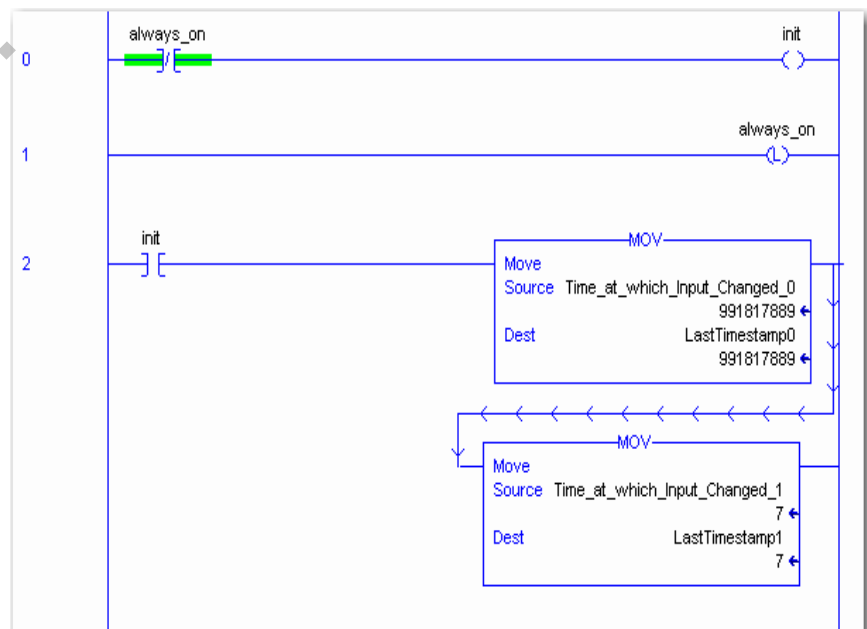 always_on init
0
always_on
1 (L)
init MOV
2 Move
Source Time_at_which_Input_Changed_0
991817889
Dest LastTimestamp0
991817889
MOV
Move
Source Time_at_which_Input_Changed_1
7
Dest LastTimestamp1
7